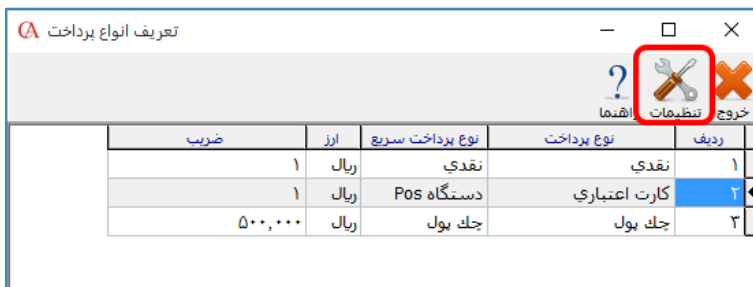 تعریف انواع پرداخت
خروج تنظیمات راهنما
ردیف نوع پرداخت نوع پرداخت سریع ارز ضریب
۱ نقدي نقدي ریال ۱
۲ کارت اعتباري دستگاه Pos ریال ۱
۳ چك پول چك پول ریال ۵۰۰,۰۰۰